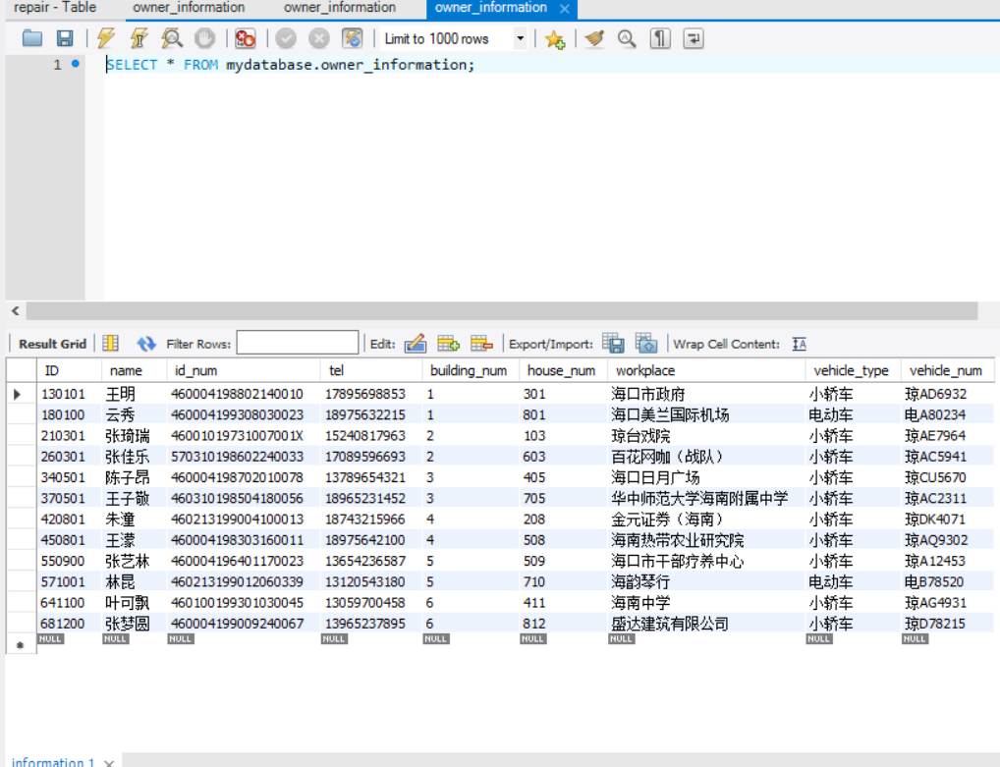 repair - Table owner_information owner_information owner_information
Limit to 1000 rows
1 SELECT * FROM mydatabase.owner_information;
Result Grid Filter Rows: Edit: Export/Import: Wrap Cell Content:
ID name id_num tel building_num house_num workplace vehicle_type vehicle_num
130101 王明 460004198802140010 17895698853 1 301 海口市政府 小轿车 琼AD6932
180100 云秀 460004199308030023 18975632215 1 801 海口美兰国际机场 电动车 电A80234
210301 张琦瑞 46001019731007001X 15240817963 2 103 琼台戏院 小轿车 琼AE7964
260301 张佳乐 570310198602240033 17089596693 2 603 百花网咖（战队） 小轿车 琼AC5941
340501 陈子昂 460004198702010078 13789654321 3 405 海口日月广场 小轿车 琼CU5670
370501 王子敬 460310198504180056 18965231452 3 705 华中师范大学海南附属中学 小轿车 琼AC2311
420801 朱潼 460213199004100013 18743215966 4 208 金元证券（海南） 小轿车 琼DK4071
450801 王濛 460004198303160011 18975642100 4 508 海南热带农业研究院 小轿车 琼AQ9302
550900 张艺林 460004196401170023 13654236587 5 509 海口市干部疗养中心 小轿车 琼A12453
571001 林昆 460213199012060339 13120543180 5 710 海韵琴行 电动车 电B78520
641100 叶可飘 460100199301030045 13059700458 6 411 海南中学 小轿车 琼AG4931
681200 张梦圆 460004199009240067 13965237895 6 812 盛达建筑有限公司 小轿车 琼D78215
NULL NULL NULL NULL NULL NULL NULL NULL NULL
information 1